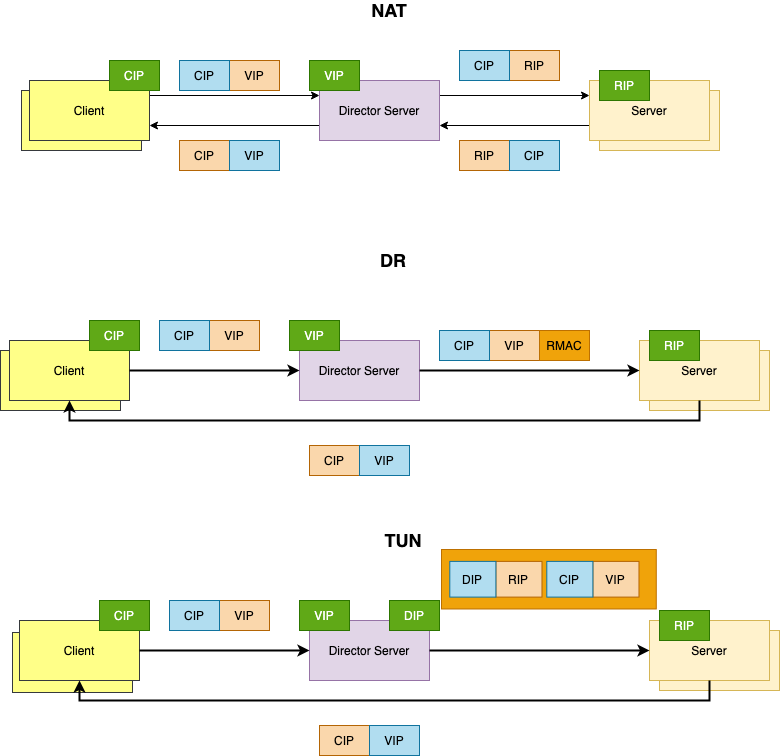 NAT
CIP
CIP VIP
VIP
CIP RIP
RIP
Client
Director Server
Server
CIP VIP
RIP CIP
DR
CIP
CIP VIP
VIP
CIP VIP RMAC
RIP
Client
Director Server
Server
CIP VIP
TUN
DIP RIP CIP VIP
CIP
CIP VIP
VIP
DIP
RIP
Client
Director Server
Server
CIP VIP